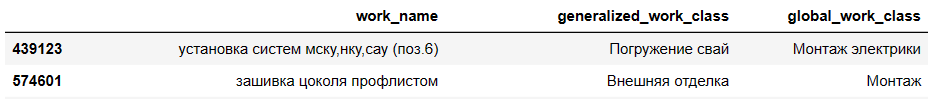 work_name generalized_work_class global_work_class
439123 установка систем мску,нку,сау (поз.6) Погружение свай Монтаж электрики
574601 зашивка цоколя профлистом Внешняя отделка Монтаж